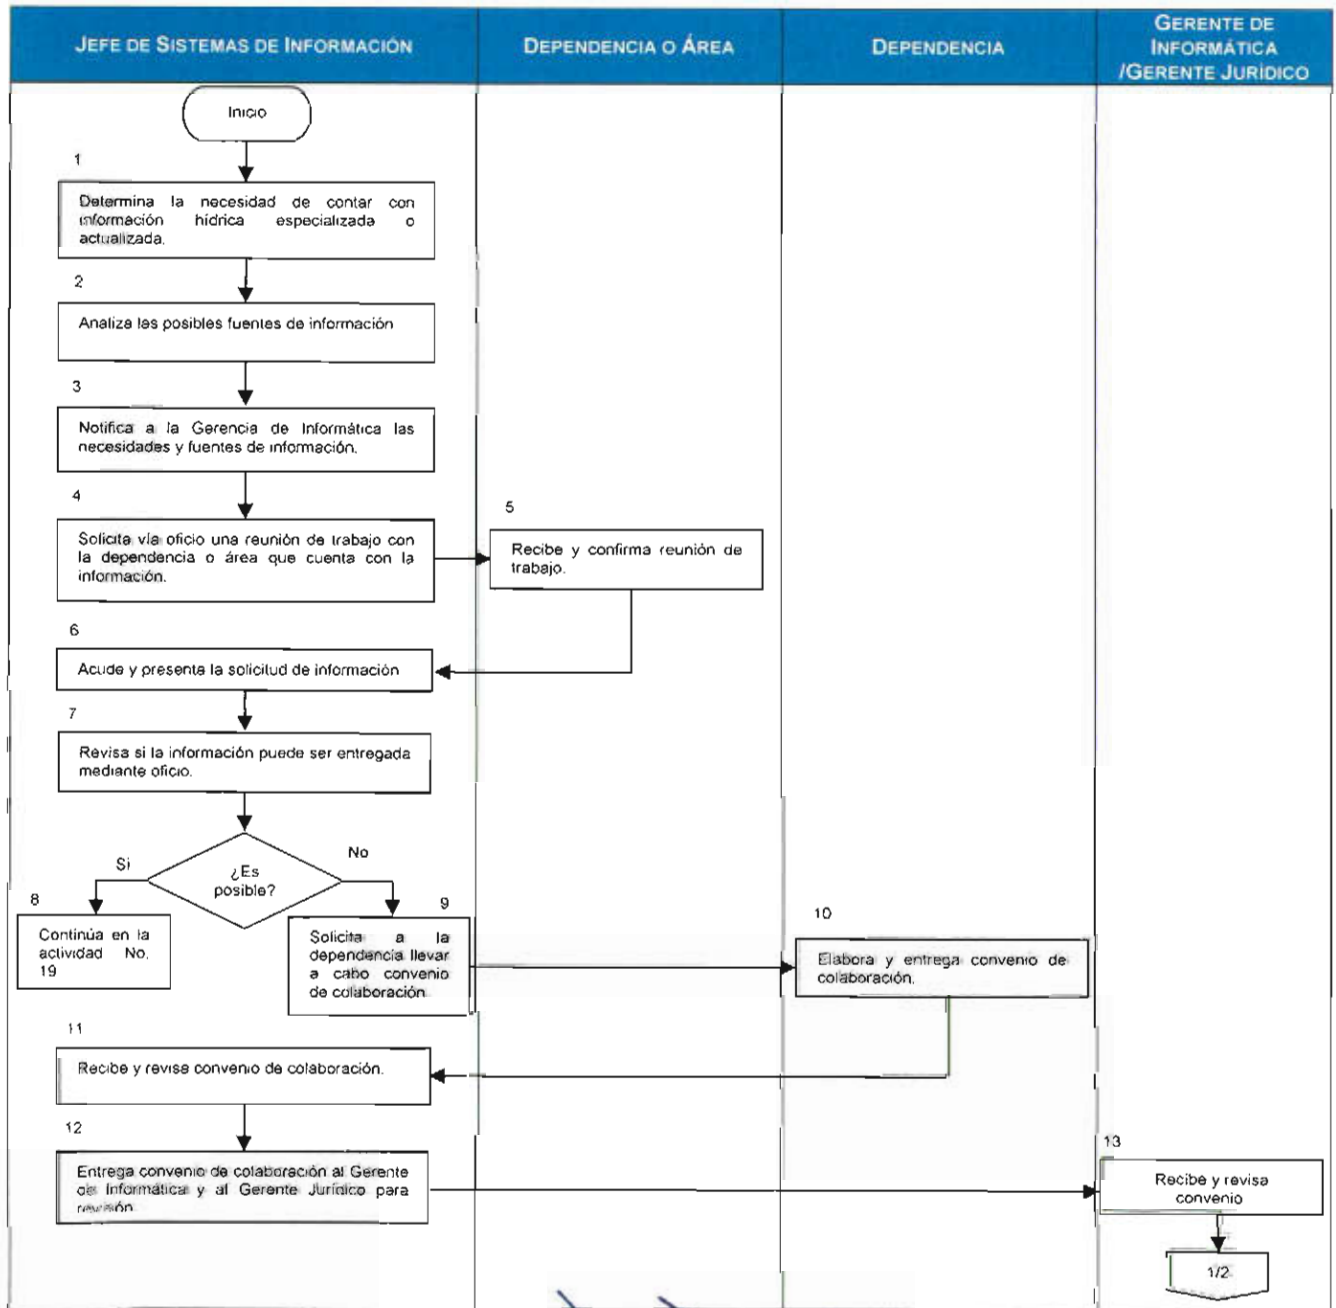 JEFE DE SISTEMAS DE INFORMACIÓN
DEPENDENCIA O ÁREA
DEPENDENCIA
GERENTE DE
INFORMÁTICA
/GERENTE JURÍDICO
Inicio
1
Determina la necesidad de contar con
información hídrica especializada o
actualizada.
2
Analiza las posibles fuentes de información
3
Notifica a la Gerencia de Informática las
necesidades y fuentes de información.
4
Solicita vía oficio una reunión de trabajo con
la dependencia o área que cuenta con la
información.
5
Recibe y confirma reunión de
trabajo.
6
Acude y presenta la solicitud de información
7
Revisa si la información puede ser entregada
mediante oficio.
¿Es
posible?
Si
No
8
Continúa en la
actividad No.
19
9
Solicita a la
dependencia llevar
a cabo convenio
de colaboración
10
Elabora y entrega convenio de
colaboración.
11
Recibe y revisa convenio de colaboración.
12
Entrega convenio de colaboración al Gerente
de Informática y al Gerente Jurídico para
revisión
13
Recibe y revisa
convenio
1/2